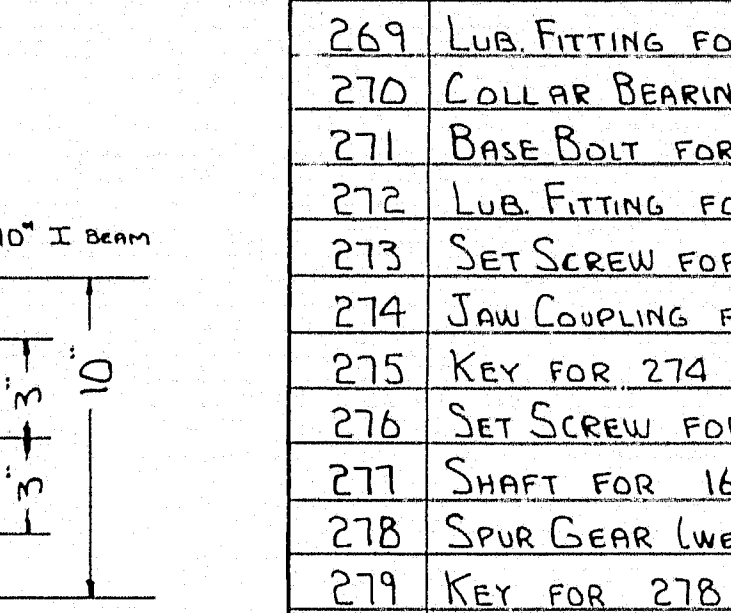 10" I BEAM
10"
3"
3"
269 LUB. FITTING FO
270 COLLAR BEARIN
271 BASE BOLT FOR
272 LUB. FITTING FO
273 SET SCREW FOR
274 JAW COUPLING F
275 KEY FOR 274
276 SET SCREW FO
277 SHAFT FOR 16
278 SPUR GEAR (WE
279 KEY FOR 278